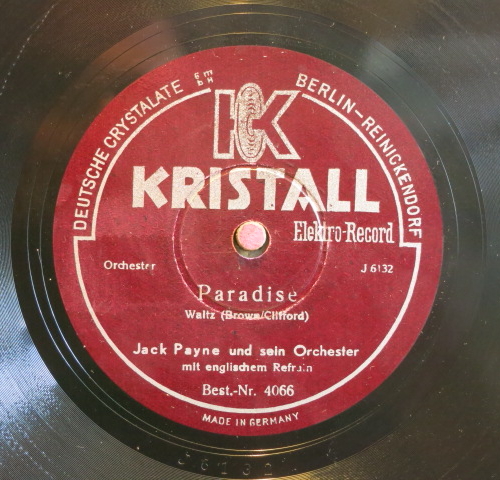 DEUTSCHE CRYSTALATE GmbH BERLIN-REINICKENDORF
K
KRISTALL
Elektro-Record
Orchester
J 6132
Paradise
Waltz (Brown/Clifford)
Jack Payne und sein Orchester
mit englischem Refrain
Best.-Nr. 4066
MADE IN GERMANY